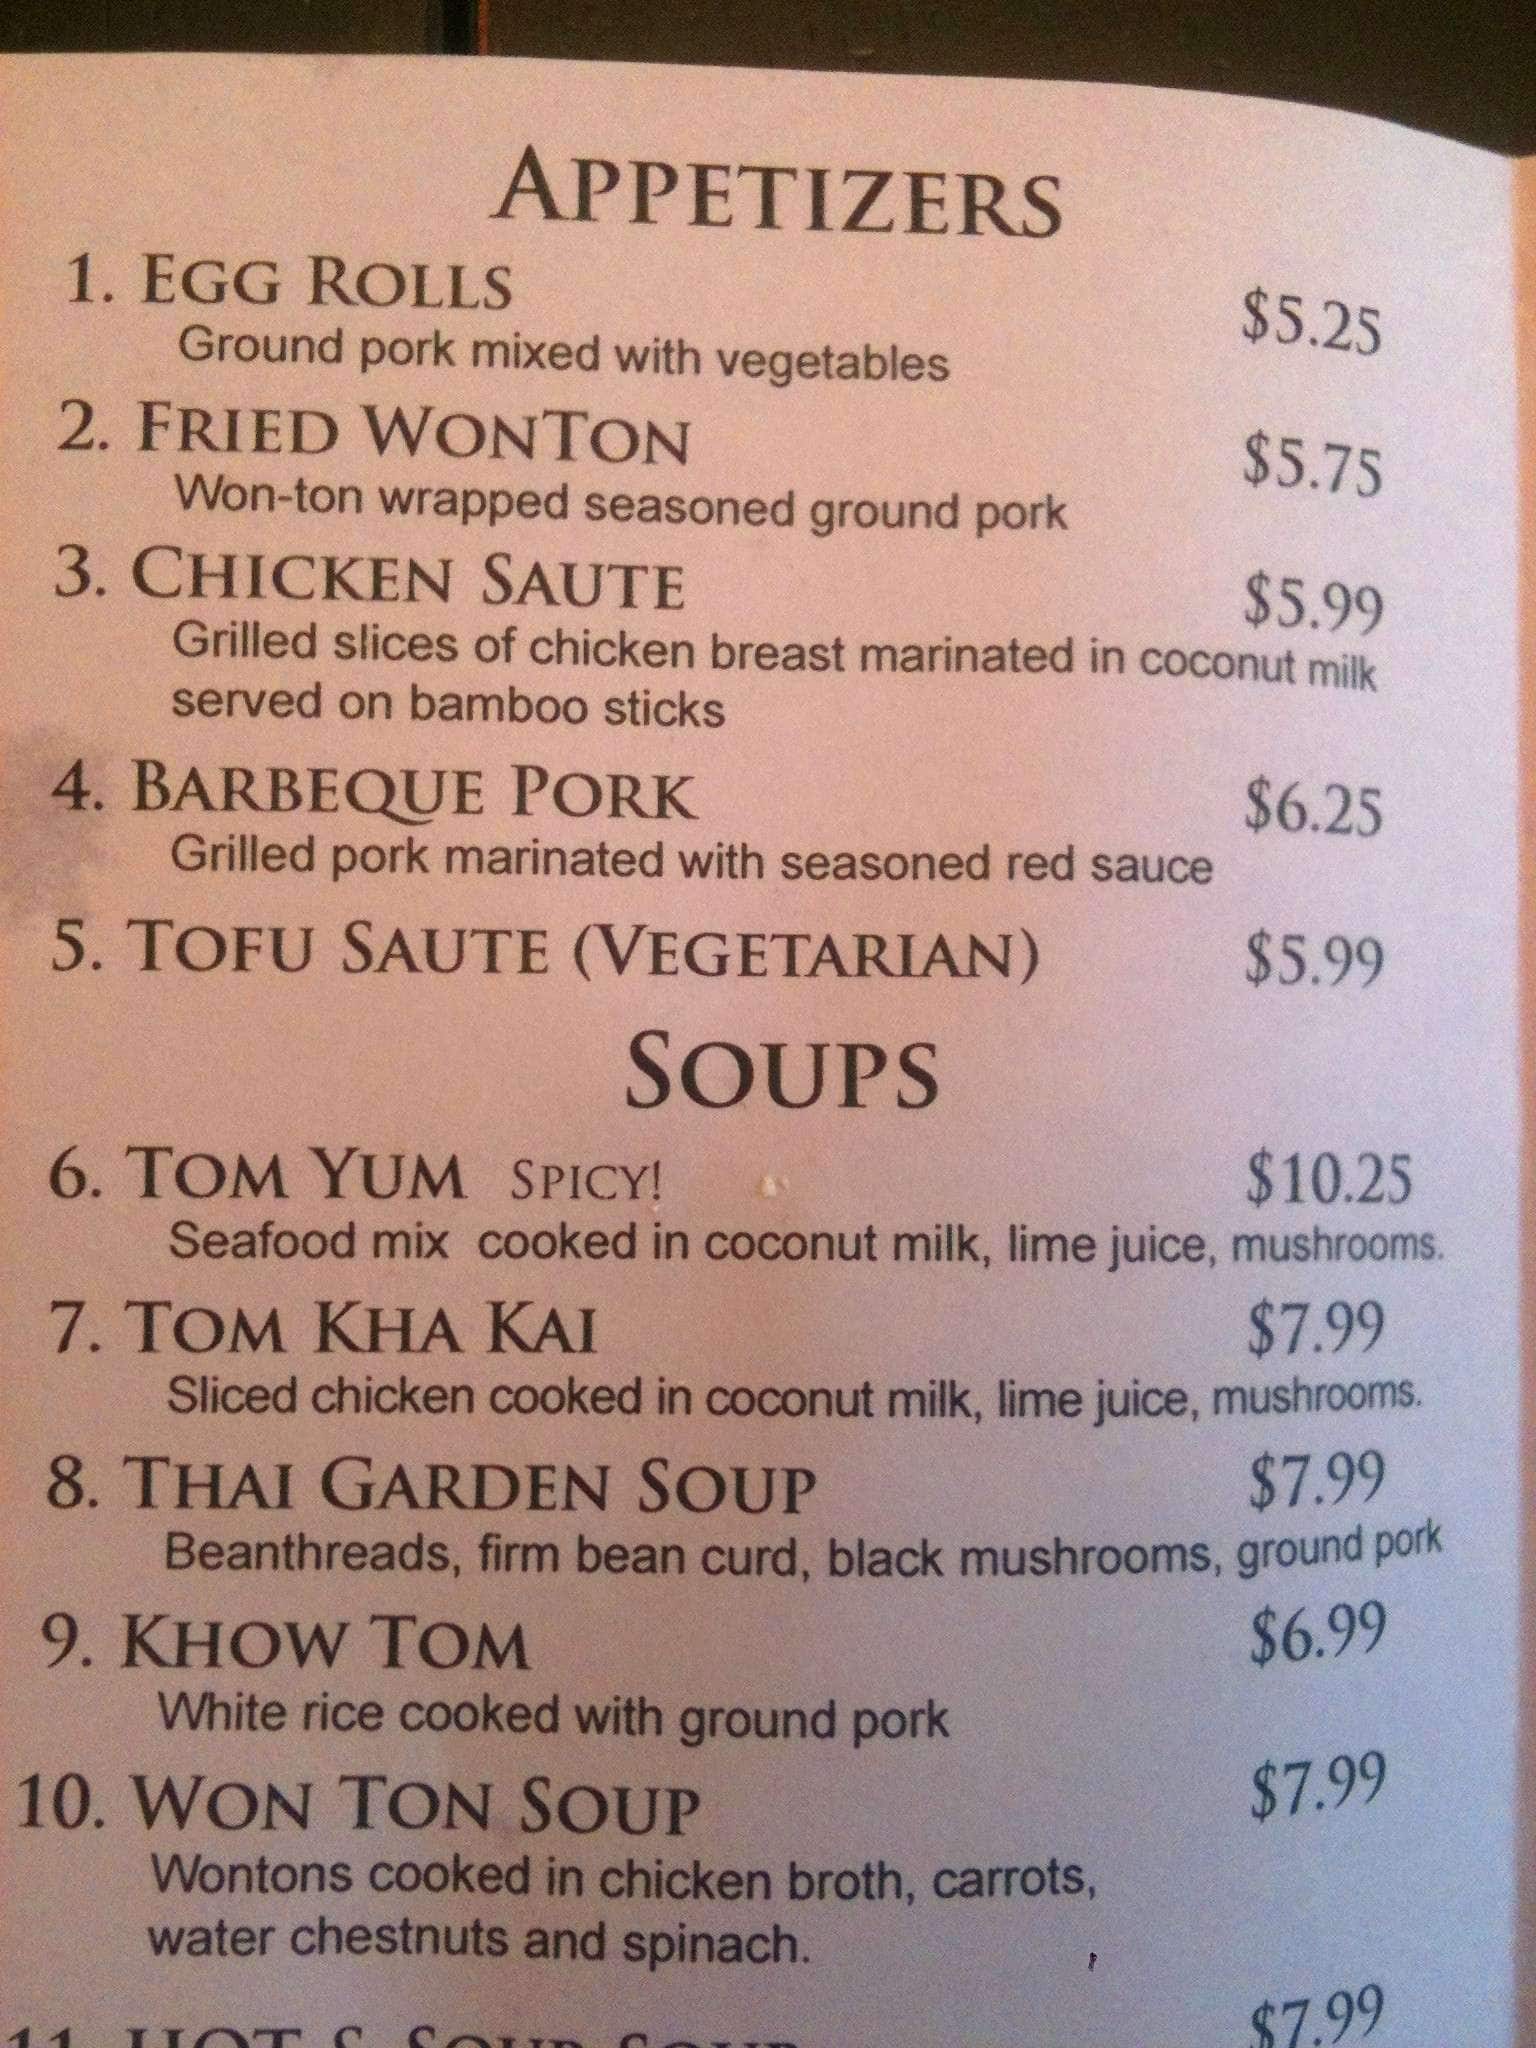 APPETIZERS
1. EGG ROLLS $5.25
Ground pork mixed with vegetables
2. FRIED WONTON $5.75
Won-ton wrapped seasoned ground pork
3. CHICKEN SAUTE $5.99
Grilled slices of chicken breast marinated in coconut milk
served on bamboo sticks
4. BARBEQUE PORK $6.25
Grilled pork marinated with seasoned red sauce
5. TOFU SAUTE (VEGETARIAN) $5.99
SOUPS
6. TOM YUM SPICY! $10.25
Seafood mix cooked in coconut milk, lime juice, mushrooms.
7. TOM KHA KAI $7.99
Sliced chicken cooked in coconut milk, lime juice, mushrooms.
8. THAI GARDEN SOUP $7.99
Beanthreads, firm bean curd, black mushrooms, ground pork
9. KHOW TOM $6.99
White rice cooked with ground pork
10. WON TON SOUP $7.99
Wontons cooked in chicken broth, carrots,
water chestnuts and spinach.
11. HOT & SOUR SOUP $7.99